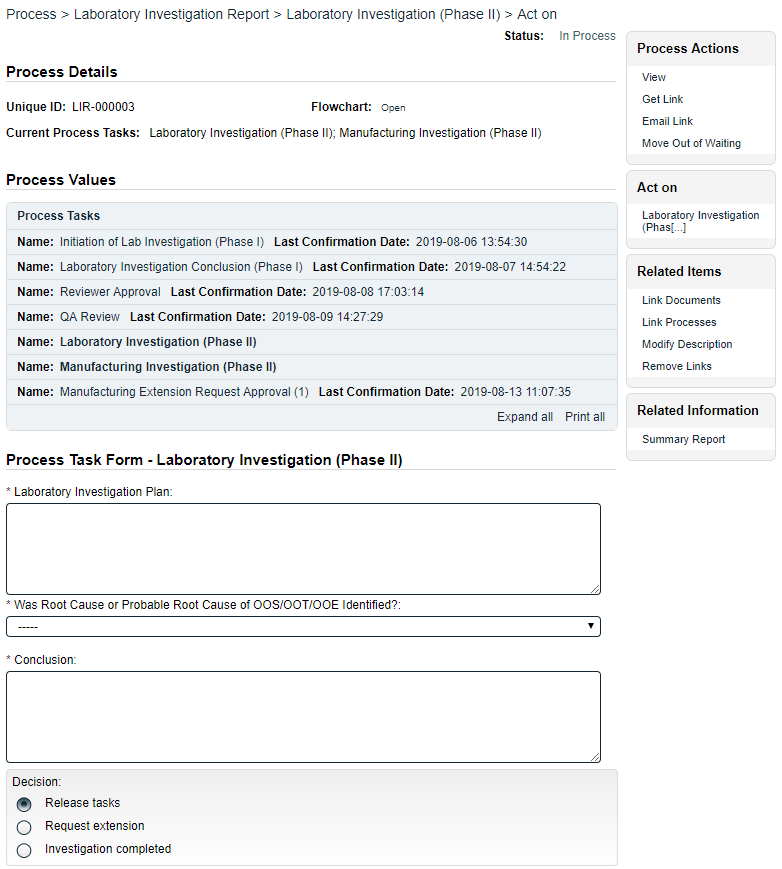 Process > Laboratory Investigation Report > Laboratory Investigation (Phase II) > Act on
Status: In Process
Process Details
Unique ID: LIR-000003 Flowchart: Open
Current Process Tasks: Laboratory Investigation (Phase II); Manufacturing Investigation (Phase II)
Process Values
Process Tasks
Name: Initiation of Lab Investigation (Phase I) Last Confirmation Date: 2019-08-06 13:54:30
Name: Laboratory Investigation Conclusion (Phase I) Last Confirmation Date: 2019-08-07 14:54:22
Name: Reviewer Approval Last Confirmation Date: 2019-08-08 17:03:14
Name: QA Review Last Confirmation Date: 2019-08-09 14:27:29
Name: Laboratory Investigation (Phase II)
Name: Manufacturing Investigation (Phase II)
Name: Manufacturing Extension Request Approval (1) Last Confirmation Date: 2019-08-13 11:07:35
Expand all Print all
Process Task Form - Laboratory Investigation (Phase II)
* Laboratory Investigation Plan:
* Was Root Cause or Probable Root Cause of OOS/OOT/OOE Identified?:
-----
* Conclusion:
Decision:
Release tasks
Request extension
Investigation completed
Process Actions
View
Get Link
Email Link
Move Out of Waiting
Act on
Laboratory Investigation
(Phas[...]
Related Items
Link Documents
Link Processes
Modify Description
Remove Links
Related Information
Summary Report